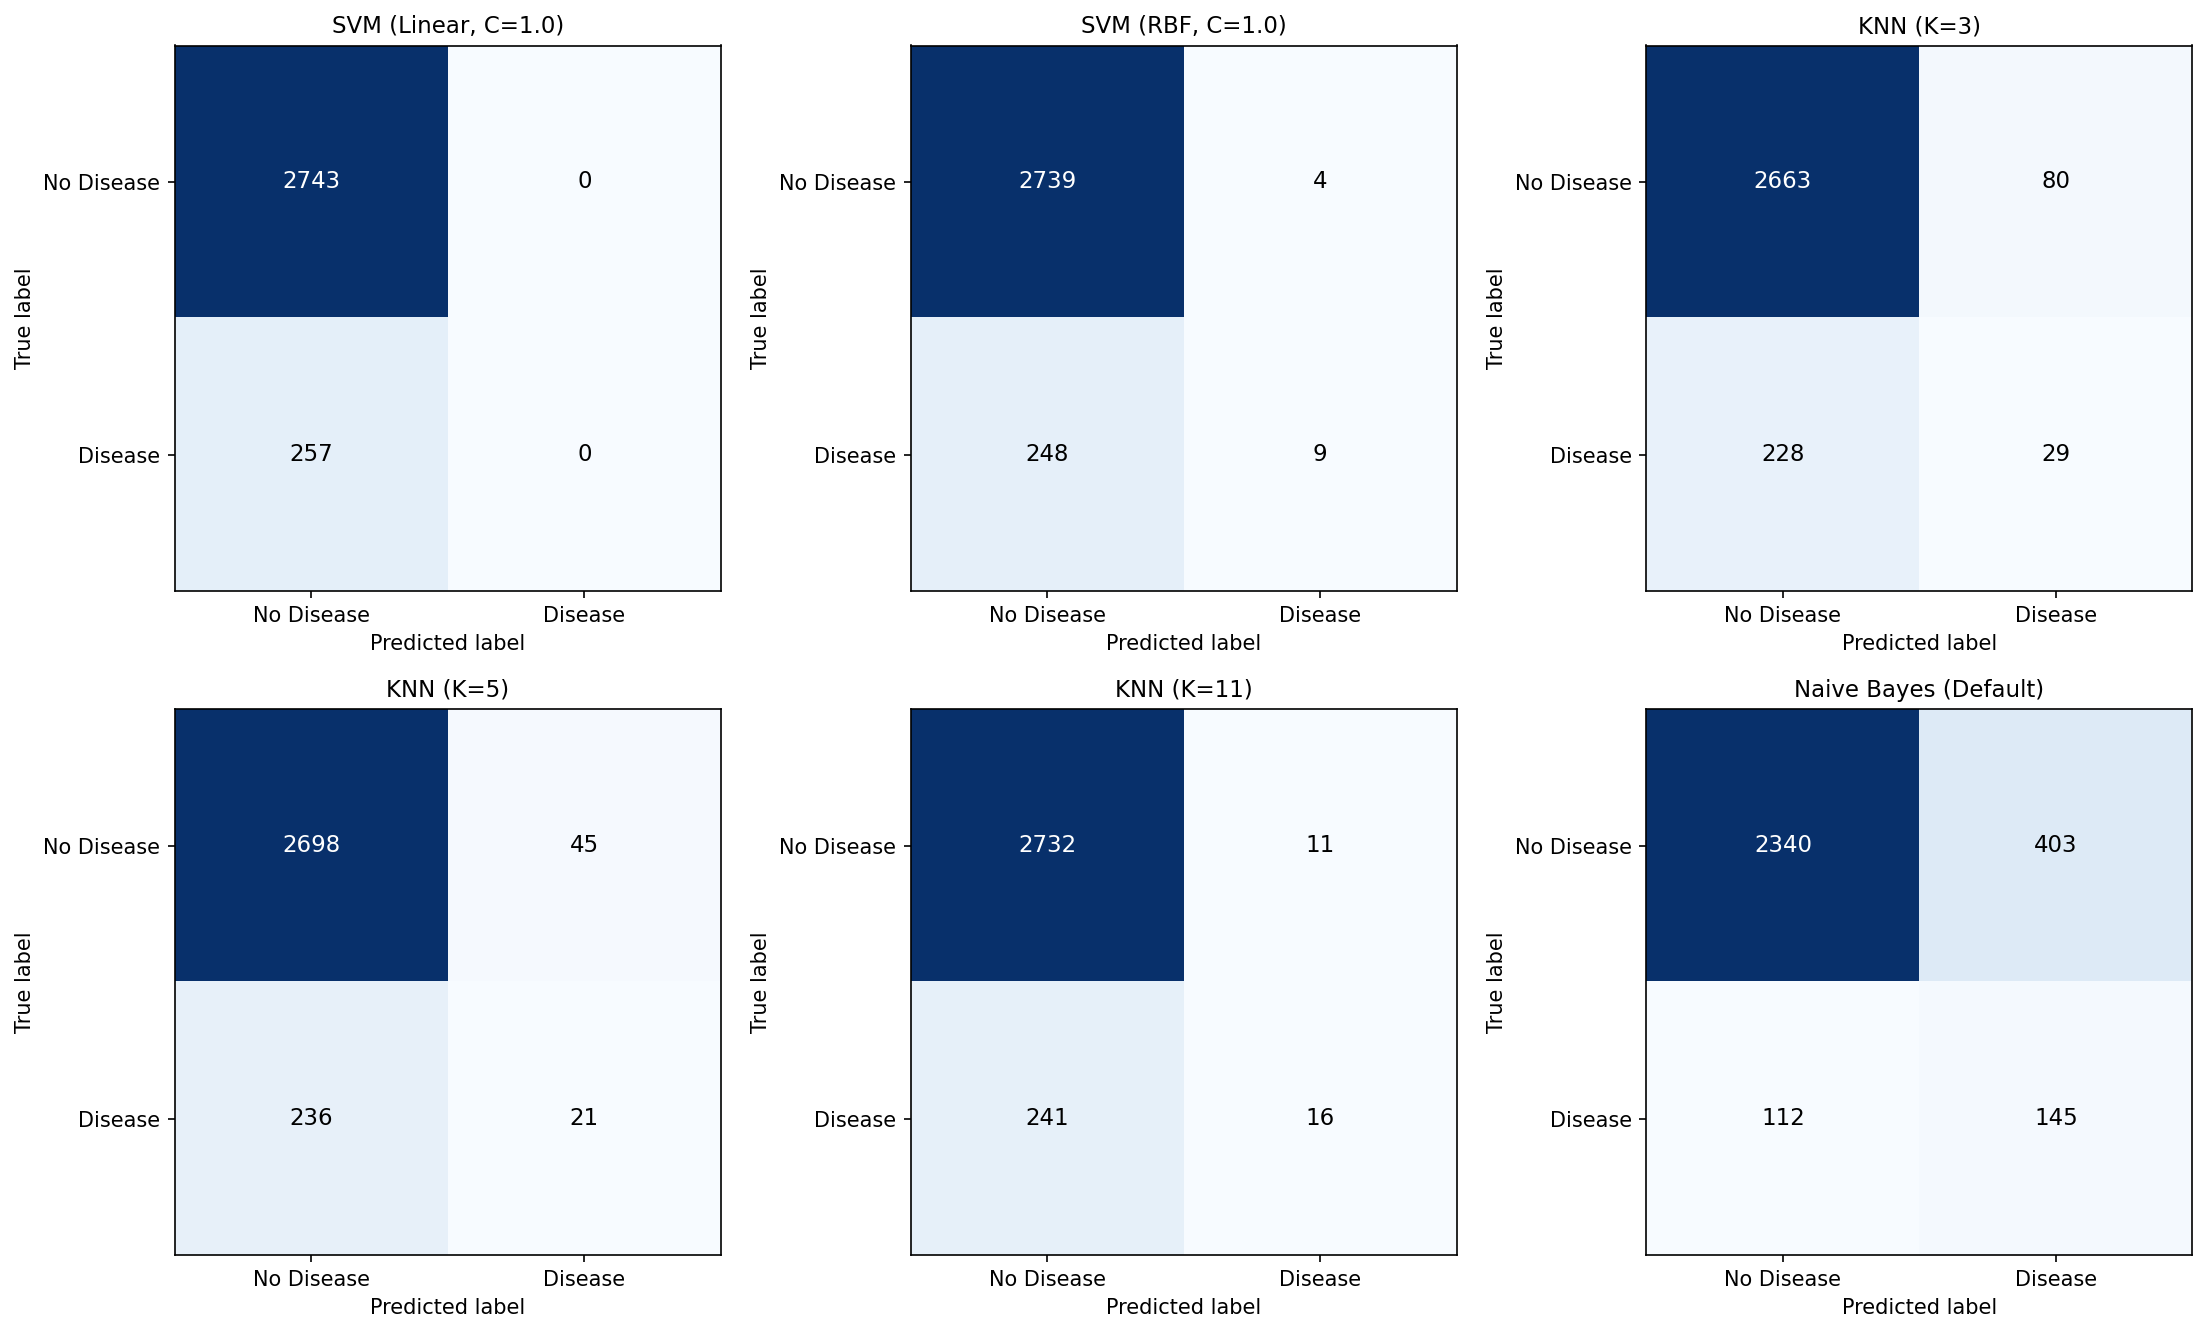 SVM (Linear, C=1.0)
True label
No Disease
2743
0
Disease
257
0
No Disease
Disease
Predicted label
SVM (RBF, C=1.0)
True label
No Disease
2739
4
Disease
248
9
No Disease
Disease
Predicted label
KNN (K=3)
True label
No Disease
2663
80
Disease
228
29
No Disease
Disease
Predicted label
KNN (K=5)
True label
No Disease
2698
45
Disease
236
21
No Disease
Disease
Predicted label
KNN (K=11)
True label
No Disease
2732
11
Disease
241
16
No Disease
Disease
Predicted label
Naive Bayes (Default)
True label
No Disease
2340
403
Disease
112
145
No Disease
Disease
Predicted label